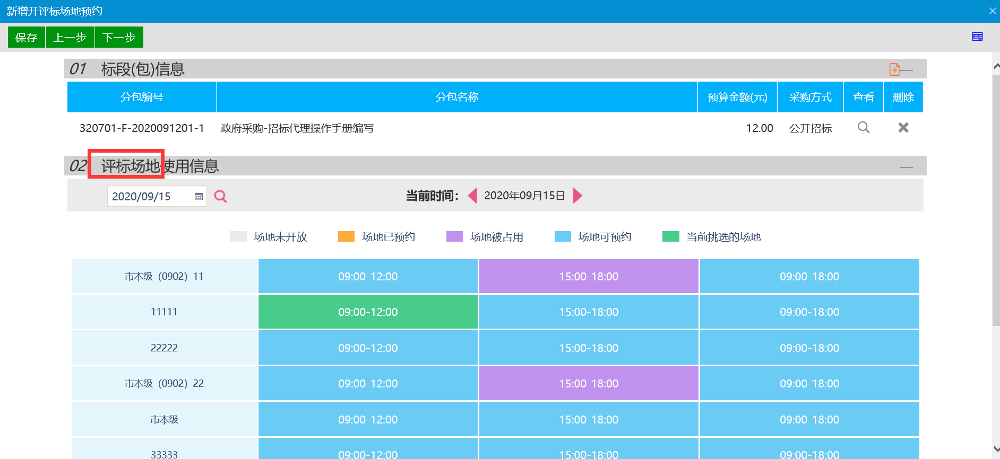 新增开评标场地预约
保存 上一步 下一步
01 标段(包)信息
分包编号 分包名称 预算金额(元) 采购方式 查看 删除
320701-F-2020091201-1 政府采购-招标代理操作手册编写 12.00 公开招标
02 评标场地使用信息
2020/09/15 当前时间： 2020年09月15日
场地未开放 场地已预约 场地被占用 场地可预约 当前挑选的场地
市本级（0902）11 09:00-12:00 15:00-18:00 09:00-18:00
11111 09:00-12:00 15:00-18:00 09:00-18:00
22222 09:00-12:00 15:00-18:00 09:00-18:00
市本级（0902）22 09:00-12:00 15:00-18:00 09:00-18:00
市本级 09:00-12:00 15:00-18:00 09:00-18:00
33333 09:00-12:00 15:00-18:00 09:00-18:00